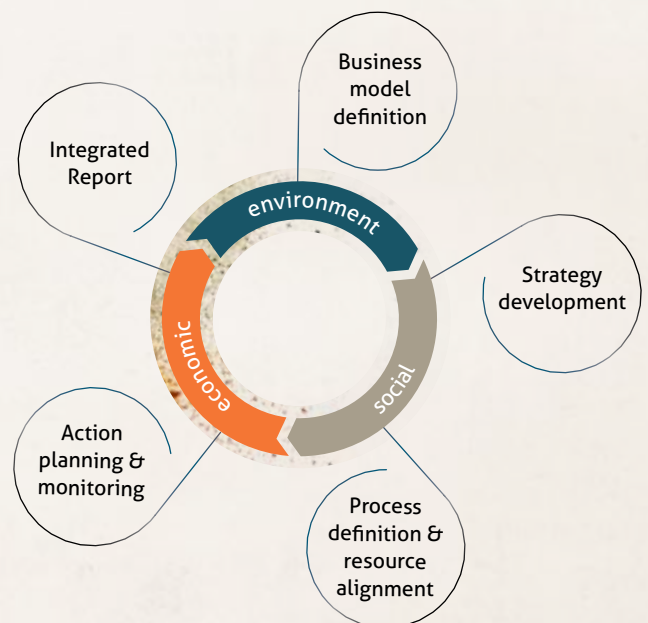 Business
model
definition
Integrated
Report
environment
Strategy
development
economic
social
Action
planning &
monitoring
Process
definition &
resource
alignment